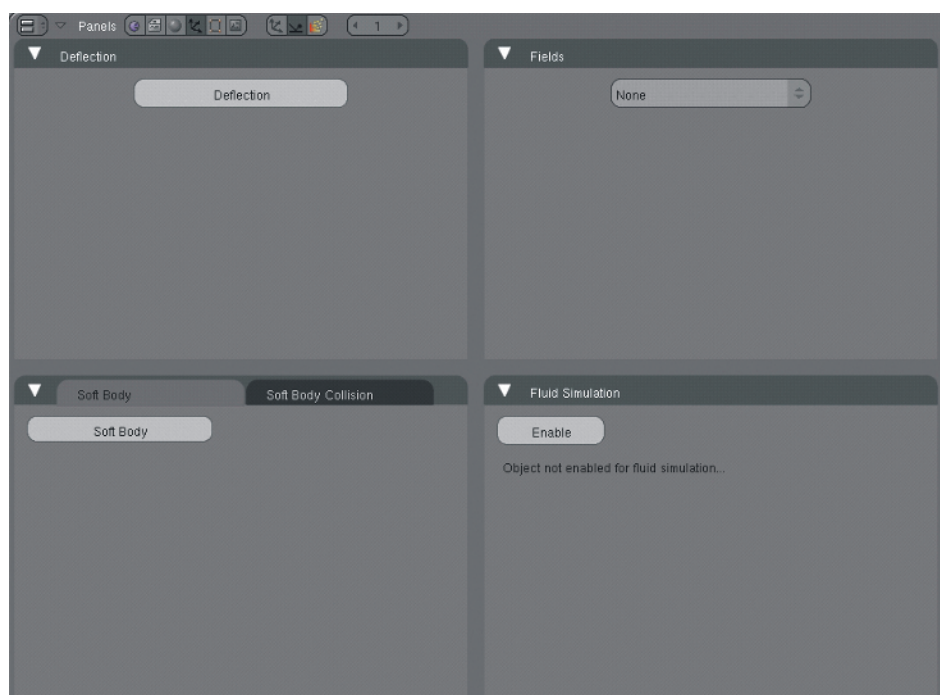 Panels 1
Deflection
Fields
Deflection
None
Soft Body Soft Body Collision
Fluid Simulation
Soft Body
Enable
Object not enabled for fluid simulation...